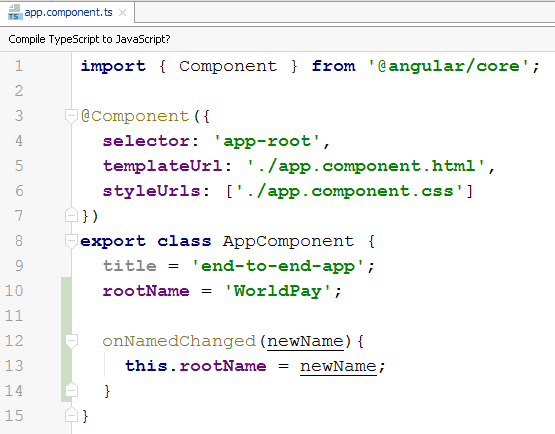 app.component.ts
Compile TypeScript to JavaScript?
1 import { Component } from '@angular/core';
2
3 @Component({
4   selector: 'app-root',
5   templateUrl: './app.component.html',
6   styleUrls: ['./app.component.css']
7 })
8 export class AppComponent {
9   title = 'end-to-end-app';
10   rootName = 'WorldPay';
11
12   onNamedChanged(newName){
13     this.rootName = newName;
14   }
15 }